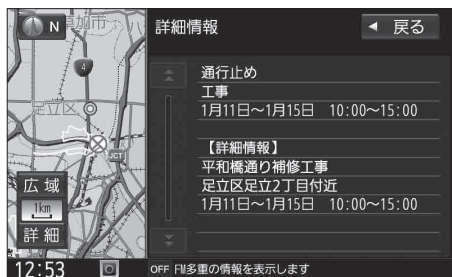 N
草加市
詳細情報
戻る
4
足立区
JCT
広域
1km
詳細
通行止め
工事
1月11日～1月15日 10:00～15:00
【詳細情報】
平和橋通り補修工事
足立区足立2丁目付近
1月11日～1月15日 10:00～15:00
12:53
OFF FM多重の情報を表示します